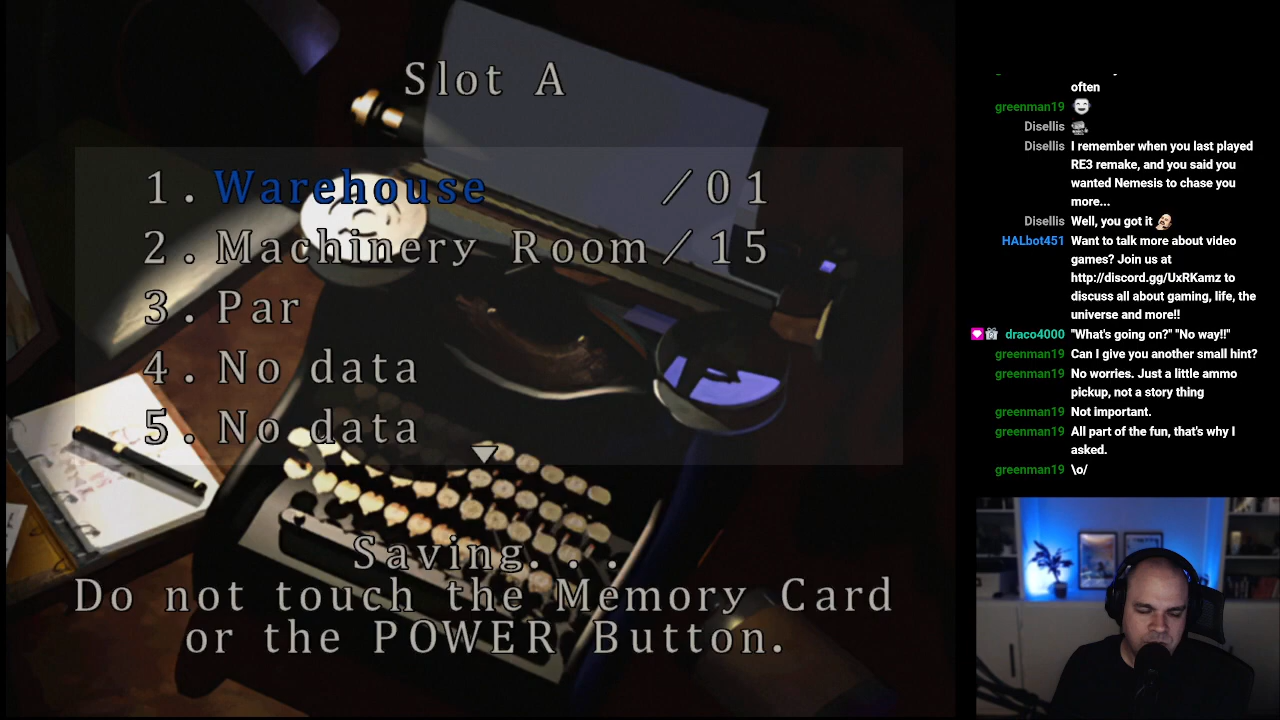 Slot A
1. Warehouse /01
2. Machinery Room/15
3. Par
4. No data
5. No data
Saving...
Do not touch the Memory Card
or the POWER Button.
often
greenman19
Disellis
Disellis I remember when you last played
RE3 remake, and you said you
wanted Nemesis to chase you
more...
Disellis Well, you got it
HALbot451 Want to talk more about video
games? Join us at
http://discord.gg/UxRKamz to
discuss all about gaming, life, the
universe and more!!
draco4000 "What's going on?" "No way!!"
greenman19 Can I give you another small hint?
greenman19 No worries. Just a little ammo
pickup, not a story thing
greenman19 Not important.
greenman19 All part of the fun, that's why I
asked.
greenman19 \o/